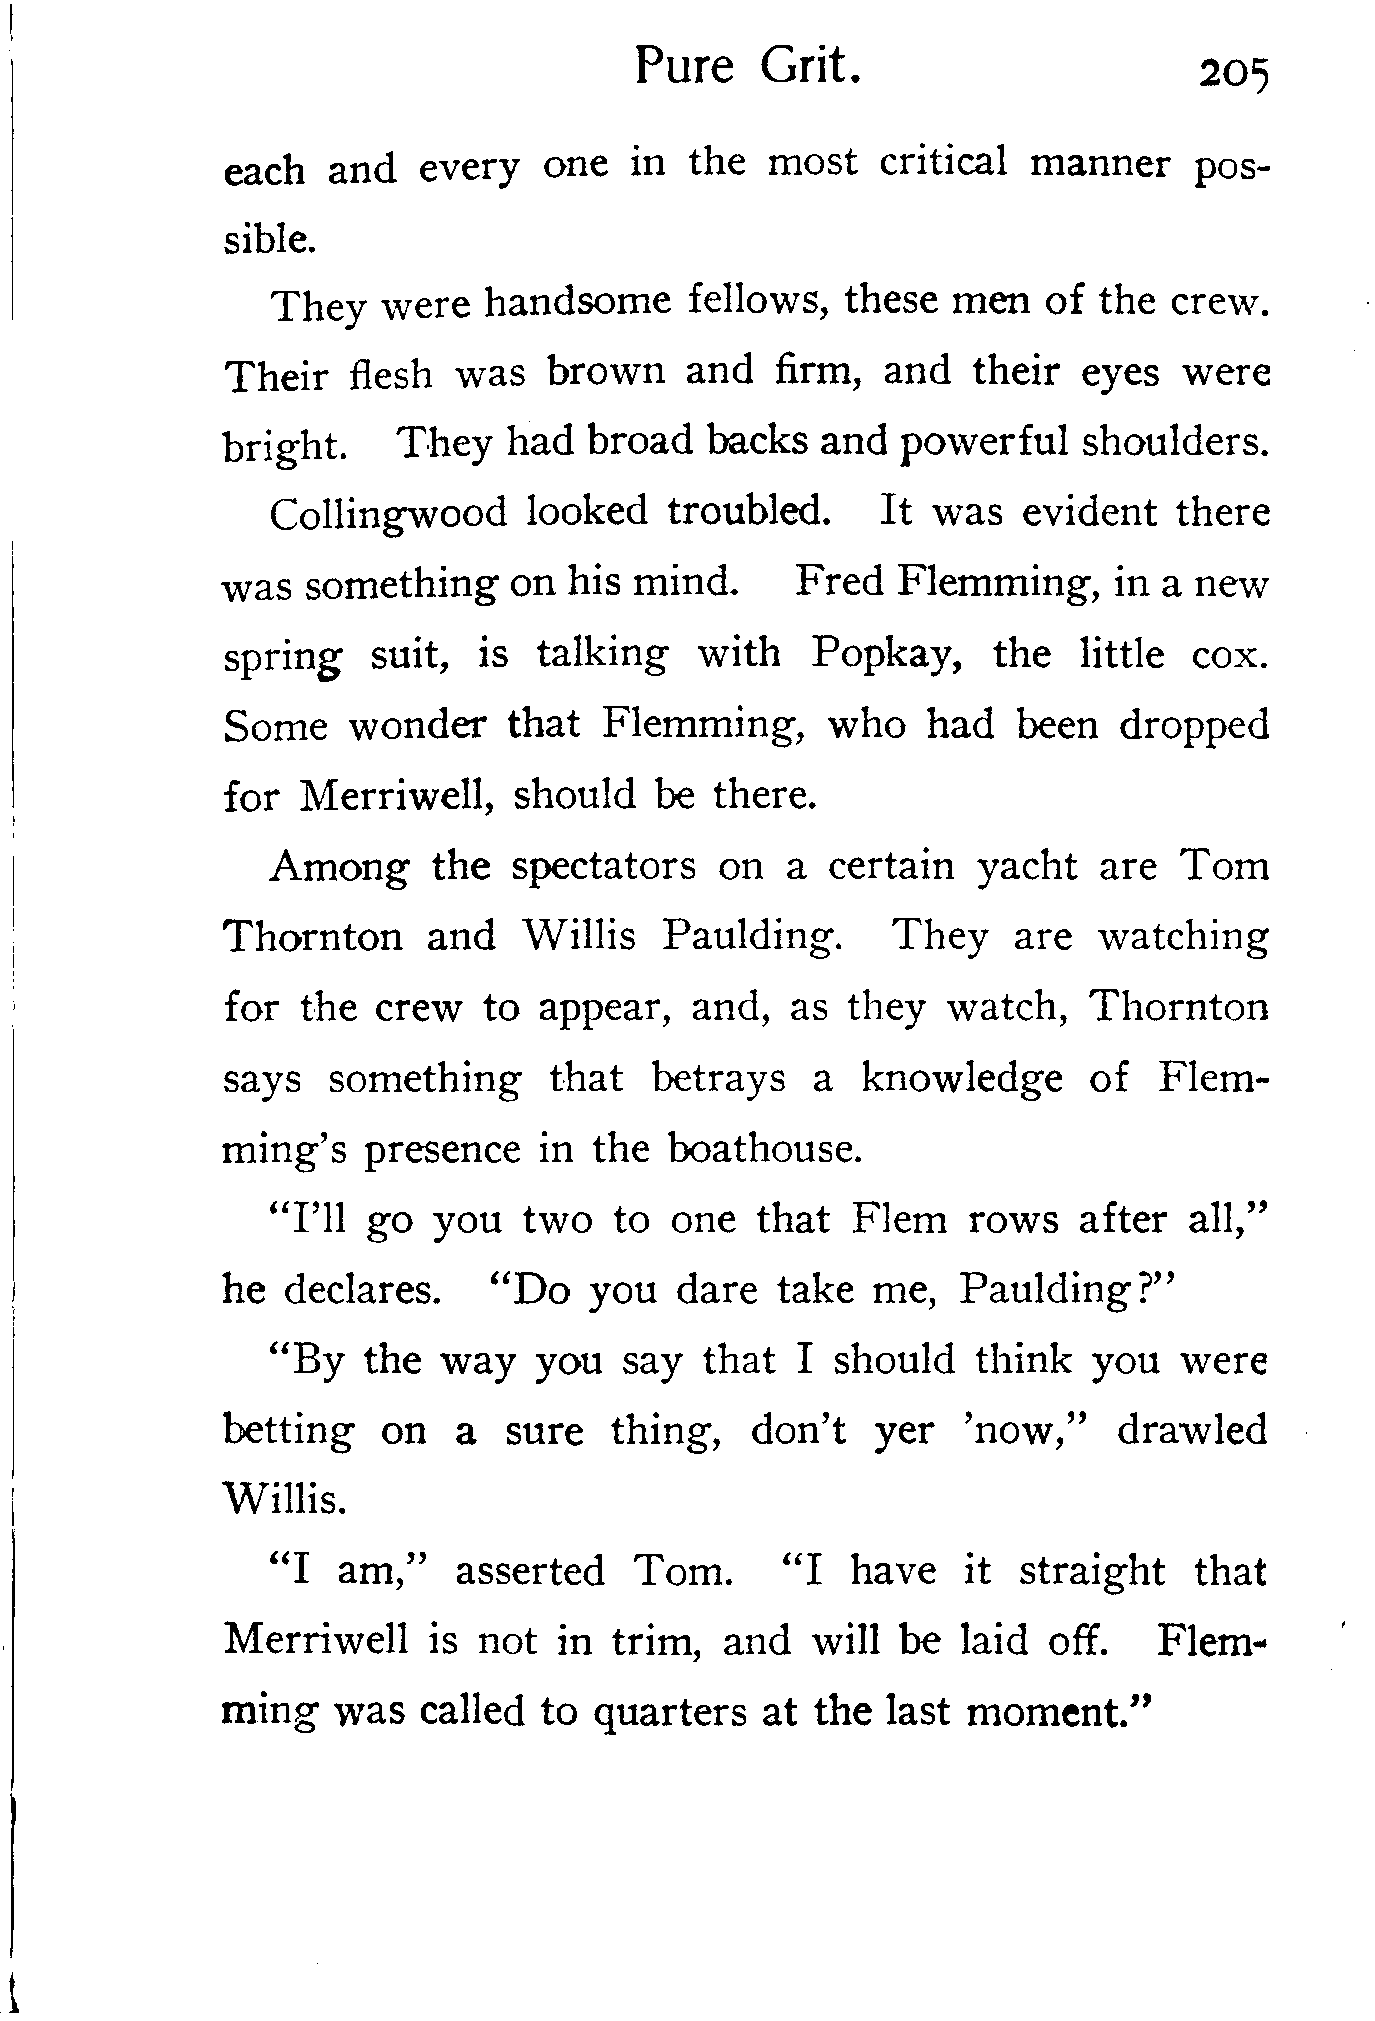 Pure Grit. 205
each and every one in the most critical manner pos-
sible.
They were handsome fellows, these men of the crew.
Their flesh was brown and firm, and their eyes were
bright. They had broad backs and powerful shoulders.
Collingwood looked troubled. It was evident there
was something on his mind. Fred Flemming, in a new
spring suit, is talking with Popkay, the little cox.
Some wonder that Flemming, who had been dropped
for Merriwell, should be there.
Among the spectators on a certain yacht are Tom
Thornton and Willis Paulding. They are watching
for the crew to appear, and, as they watch, Thornton
says something that betrays a knowledge of Flem-
ming’s presence in the boathouse.
“I’ll go you two to one that Flem rows after all,”
he declares. “Do you dare take me, Paulding?”
“By the way you say that I should think you were
betting on a sure thing, don’t yer ’now,” drawled
Willis.
“I am,” asserted Tom. “I have it straight that
Merriwell is not in trim, and will be laid off. Flem-
ming was called to quarters at the last moment.”